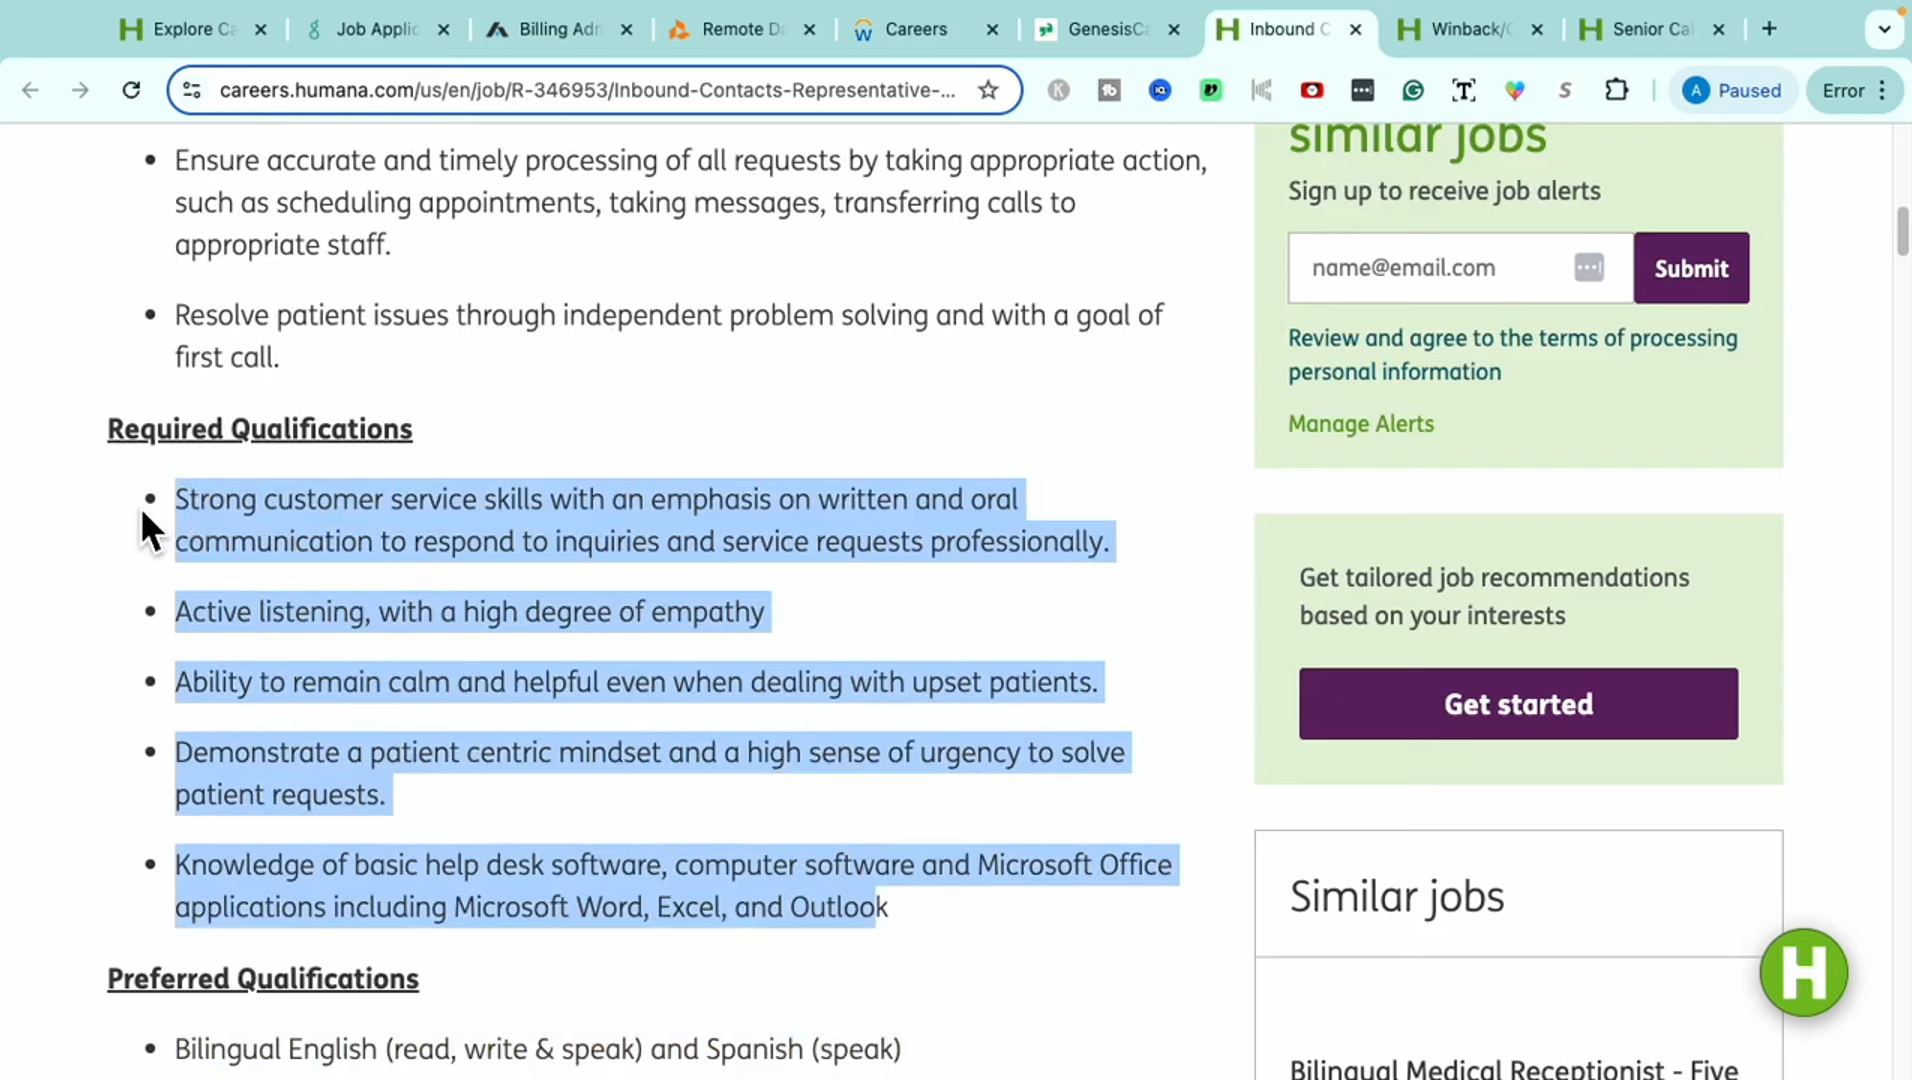 Explore Ca
Job Applic
Billing Adn
Remote Da
Careers
GenesisCa
Inbound C
Winback/C
Senior Cal
careers.humana.com/us/en/job/R-346953/Inbound-Contacts-Representative-...
A Paused
Error
Ensure accurate and timely processing of all requests by taking appropriate action,
such as scheduling appointments, taking messages, transferring calls to
appropriate staff.
Resolve patient issues through independent problem solving and with a goal of
first call.
Required Qualifications
Strong customer service skills with an emphasis on written and oral
communication to respond to inquiries and service requests professionally.
Active listening, with a high degree of empathy
Ability to remain calm and helpful even when dealing with upset patients.
Demonstrate a patient centric mindset and a high sense of urgency to solve
patient requests.
Knowledge of basic help desk software, computer software and Microsoft Office
applications including Microsoft Word, Excel, and Outlook
Preferred Qualifications
Bilingual English (read, write & speak) and Spanish (speak)
similar jobs
Sign up to receive job alerts
name@email.com
Submit
Review and agree to the terms of processing
personal information
Manage Alerts
Get tailored job recommendations
based on your interests
Get started
Similar jobs
H
Bilingual Medical Receptionist - Five